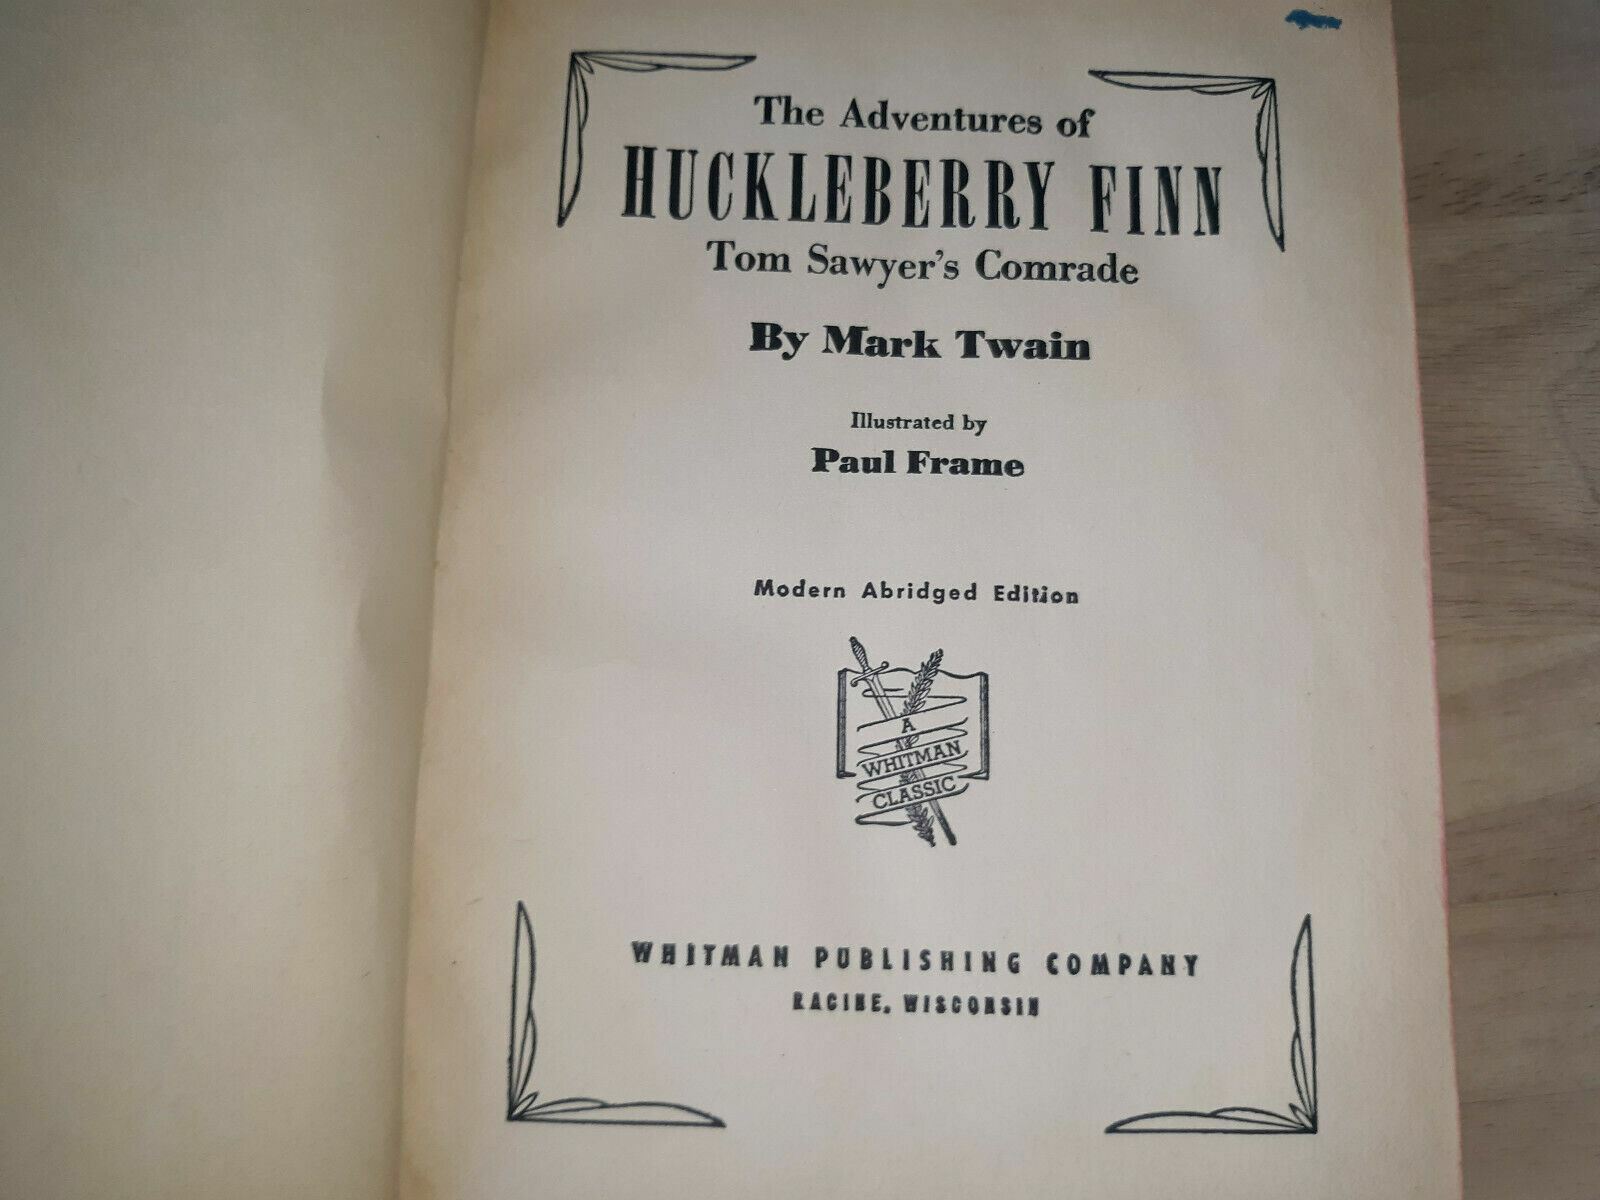 The Adventures of
HUCKLEBERRY FINN
Tom Sawyer's Comrade
By Mark Twain
Illustrated by
Paul Frame
Modern Abridged Edition
A
WHITMAN
CLASSIC
WHITMAN PUBLISHING COMPANY
RACINE, WISCONSIN